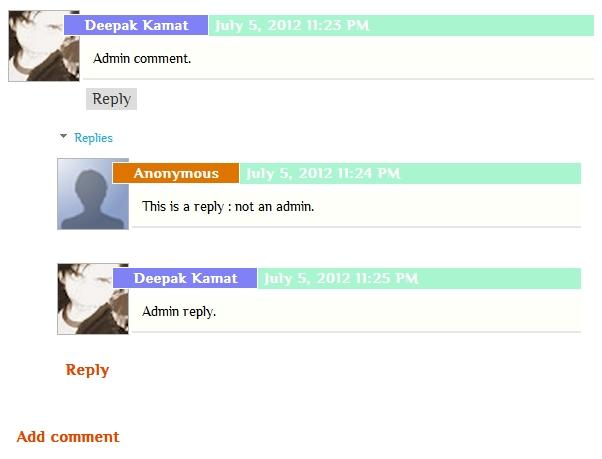 Deepak Kamat July 5, 2012 11:23 PM
Admin comment.
Reply
Replies
Anonymous July 5, 2012 11:24 PM
This is a reply : not an admin.
Deepak Kamat July 5, 2012 11:25 PM
Admin reply.
Reply
Add comment